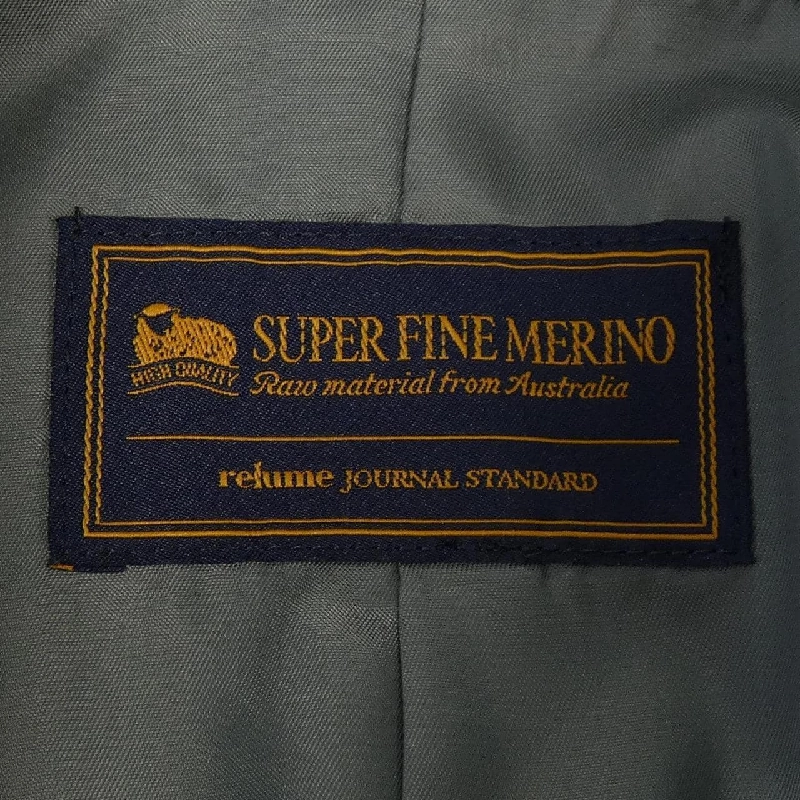 SUPER FINE MERINO
HIGH QUALITY
Raw material from Australia
relume JOURNAL STANDARD